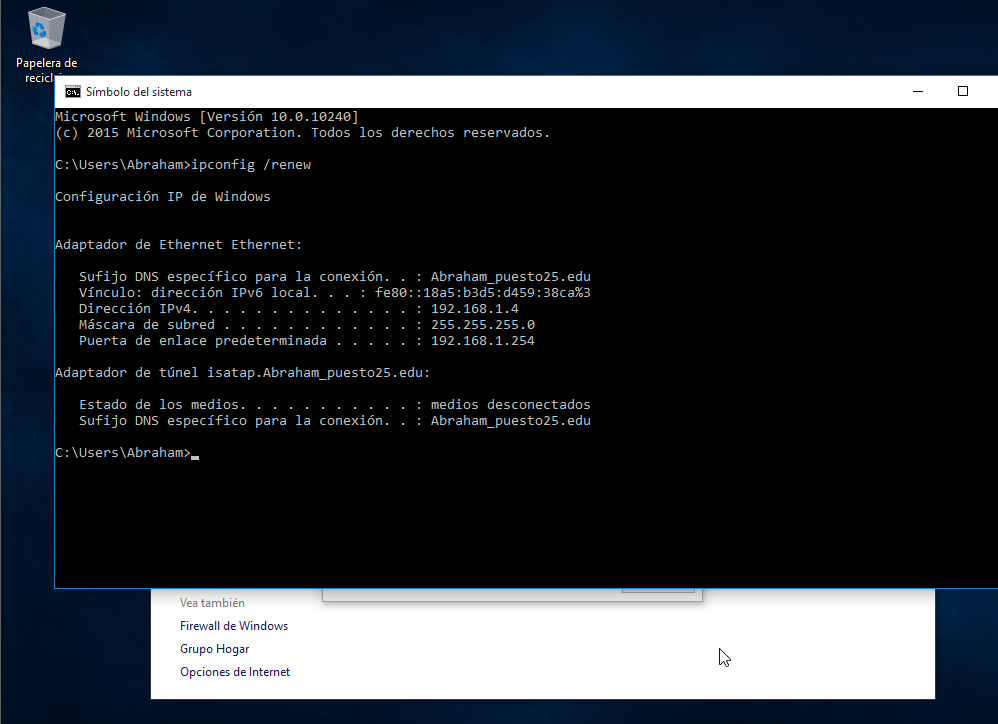 Papelera de
recicl
Símbolo del sistema
Microsoft Windows [Versión 10.0.10240]
(c) 2015 Microsoft Corporation. Todos los derechos reservados.
C:\Users\Abraham>ipconfig /renew
Configuración IP de Windows
Adaptador de Ethernet Ethernet:
Sufijo DNS específico para la conexión. . : Abraham_puesto25.edu
Vínculo: dirección IPv6 local. . . : fe80::18a5:b3d5:d459:38ca%3
Dirección IPv4. . . . . . . . . . . . . . : 192.168.1.4
Máscara de subred . . . . . . . . . . . . : 255.255.255.0
Puerta de enlace predeterminada . . . . . : 192.168.1.254
Adaptador de túnel isatap.Abraham_puesto25.edu:
Estado de los medios. . . . . . . . . . . : medios desconectados
Sufijo DNS específico para la conexión. . : Abraham_puesto25.edu
C:\Users\Abraham>
Vea también
Firewall de Windows
Grupo Hogar
Opciones de Internet